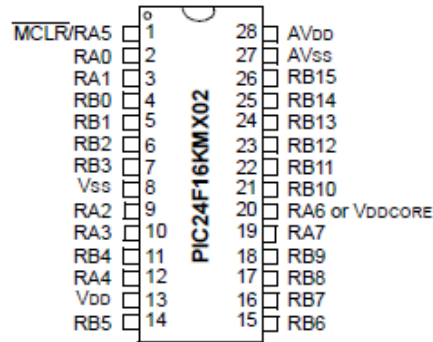 M̅C̅L̅R̅/RA5 1 28 AVDD
RA0 2 27 AVSS
RA1 3 26 RB15
RB0 4 25 RB14
RB1 5 24 RB13
RB2 6 23 RB12
RB3 7 22 RB11
VSS 8 21 RB10
RA2 9 20 RA6 or VDDCORE
RA3 10 19 RA7
RB4 11 18 RB9
RA4 12 17 RB8
VDD 13 16 RB7
RB5 14 15 RB6
PIC24F16KMX02